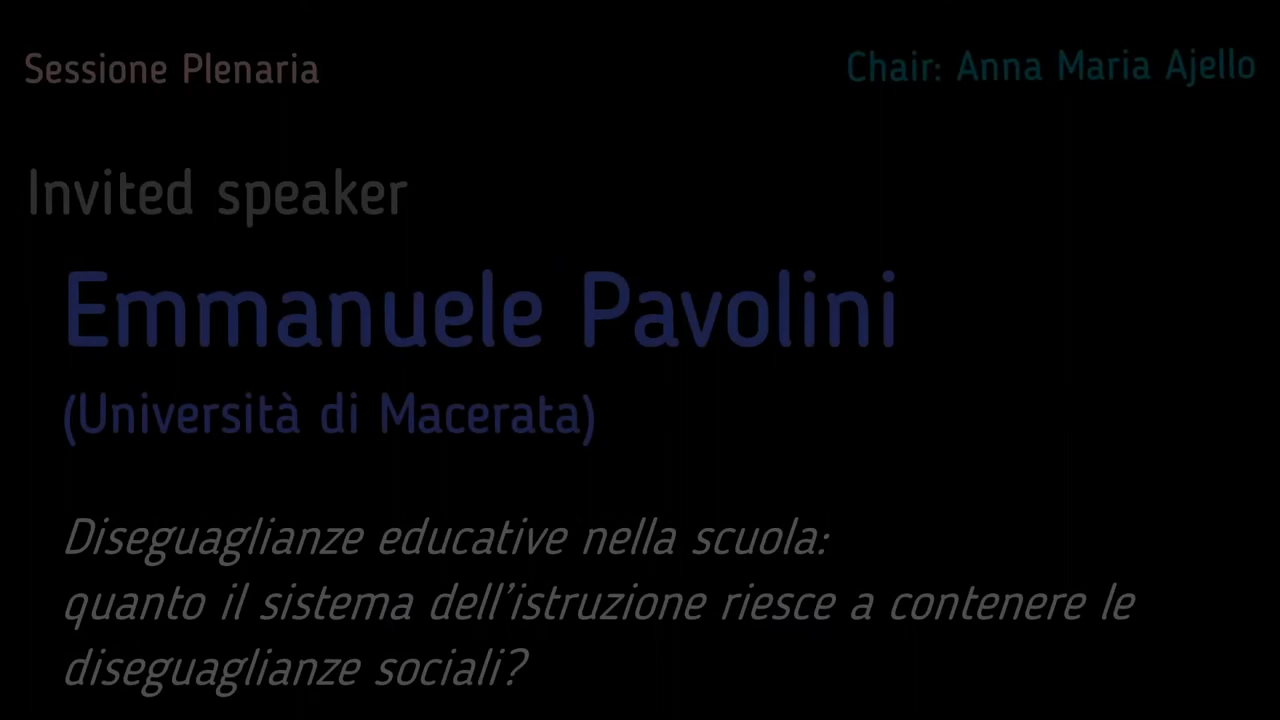 Sessione Plenaria
Chair: Anna Maria Ajello
Invited speaker
Emmanuele Pavolini
(Università di Macerata)
Diseguaglianze educative nella scuola:
quanto il sistema dell’istruzione riesce a contenere le
diseguaglianze sociali?